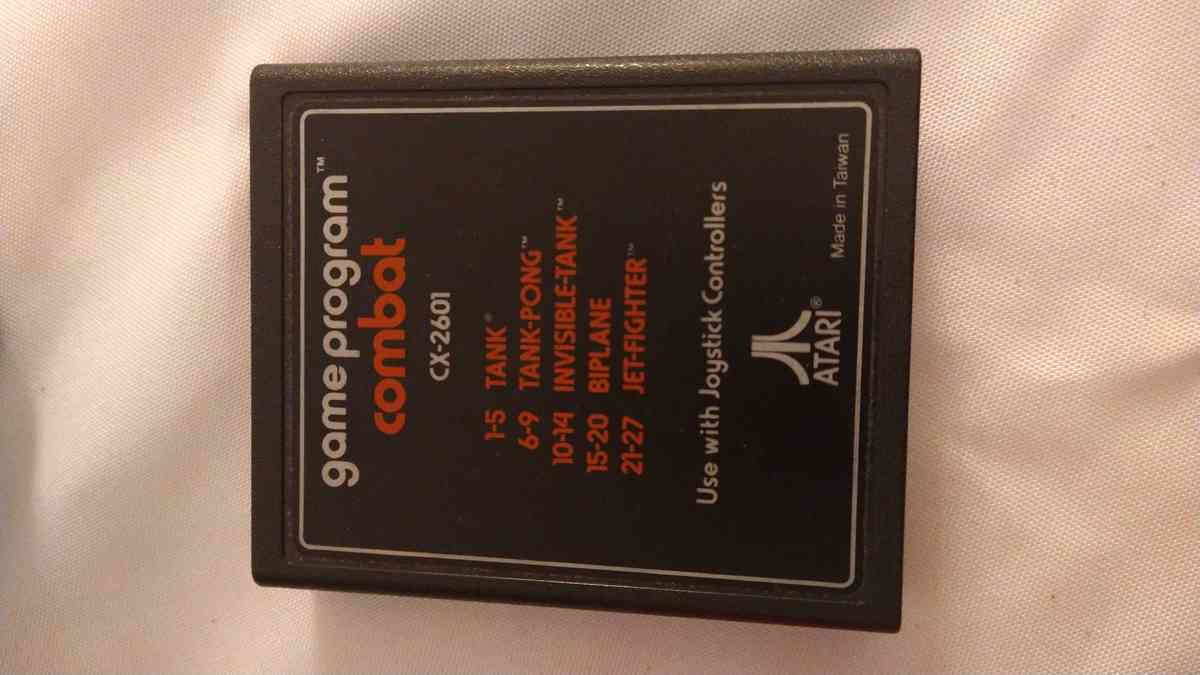 game program™
combat
CX-2601
1-5 TANK®
6-9 TANK-PONG™
10-14 INVISIBLE-TANK™
15-20 BIPLANE
21-27 JET-FIGHTER™
Use with Joystick Controllers
ATARI®
Made in Taiwan